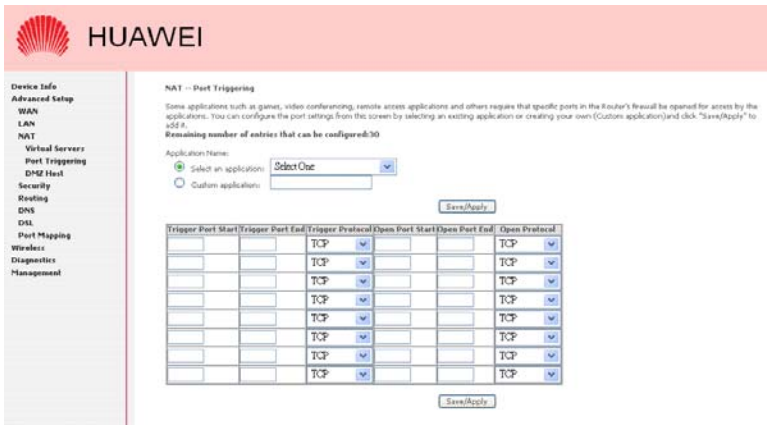 HUAWEI
Device Info
Advanced Setup
WAN
LAN
NAT
Virtual Servers
Port Triggering
DMZ Host
Security
Routing
DNS
DSL
Port Mapping
Wireless
Diagnostics
Management
NAT -- Port Triggering
Some applications such as games, video conferencing, remote access applications and others require that specific ports in the Router's firewall be opened for access by the
applications. You can configure the port settings from this screen by selecting an existing application or creating your own (Custom application)and click "Save/Apply" to
add it.
Remaining number of entries that can be configured:30
Application Name:
Select an application: Select One
Custom application:
Save/Apply
Trigger Port Start Trigger Port End Trigger Protocol Open Port Start Open Port End Open Protocol
TCP TCP
TCP TCP
TCP TCP
TCP TCP
TCP TCP
TCP TCP
TCP TCP
TCP TCP
Save/Apply